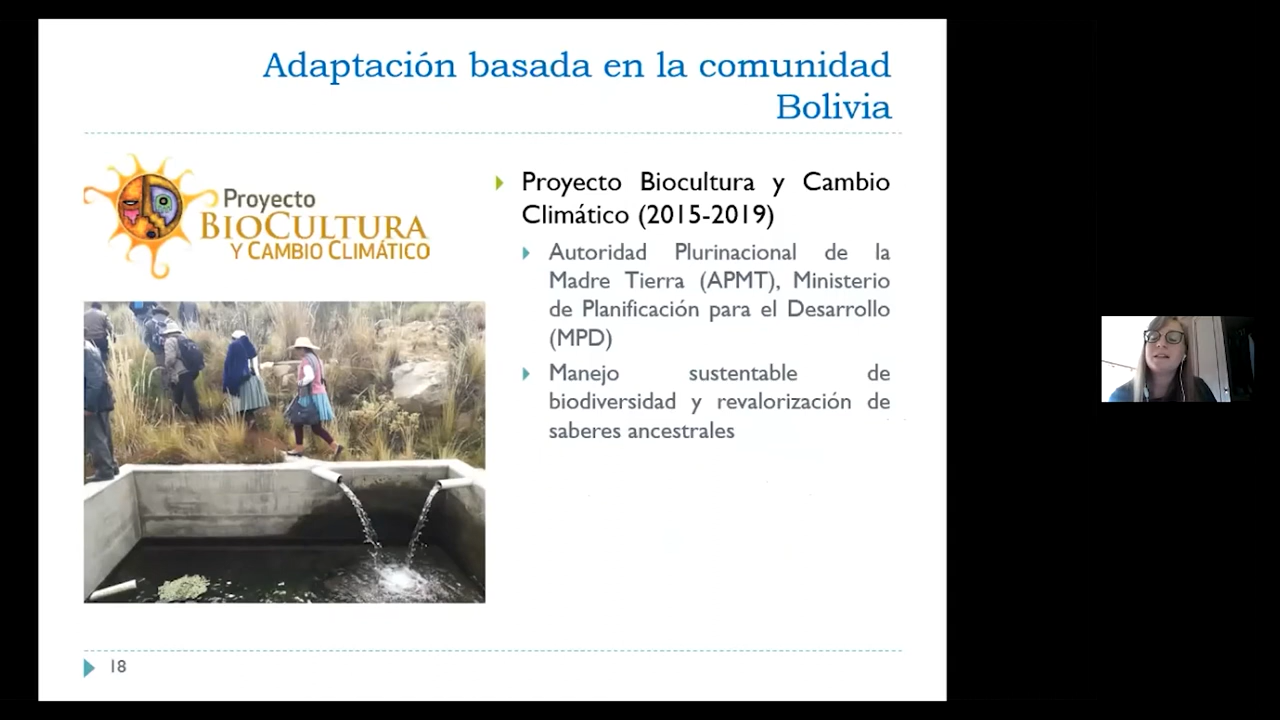 Adaptación basada en la comunidad
Bolivia
Proyecto
BIOCULTURA
Y CAMBIO CLIMÁTICO
Proyecto Biocultura y Cambio
Climático (2015-2019)
Autoridad Plurinacional de la
Madre Tierra (APMT), Ministerio
de Planificación para el Desarrollo
(MPD)
Manejo sustentable de
biodiversidad y revalorización de
saberes ancestrales
18